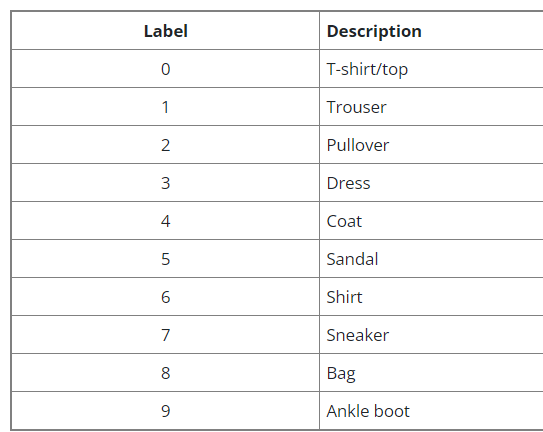 Label Description
0 T-shirt/top
1 Trouser
2 Pullover
3 Dress
4 Coat
5 Sandal
6 Shirt
7 Sneaker
8 Bag
9 Ankle boot